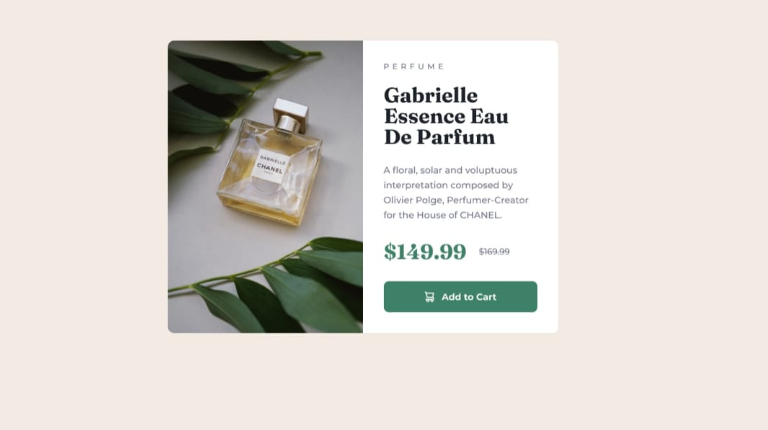 GABRIELLE
CHANEL
PERFUME
Gabrielle
Essence Eau
De Parfum
A floral, solar and voluptuous
interpretation composed by
Olivier Polge, Perfumer-Creator
for the House of CHANEL.
$149.99 $169.99
Add to Cart